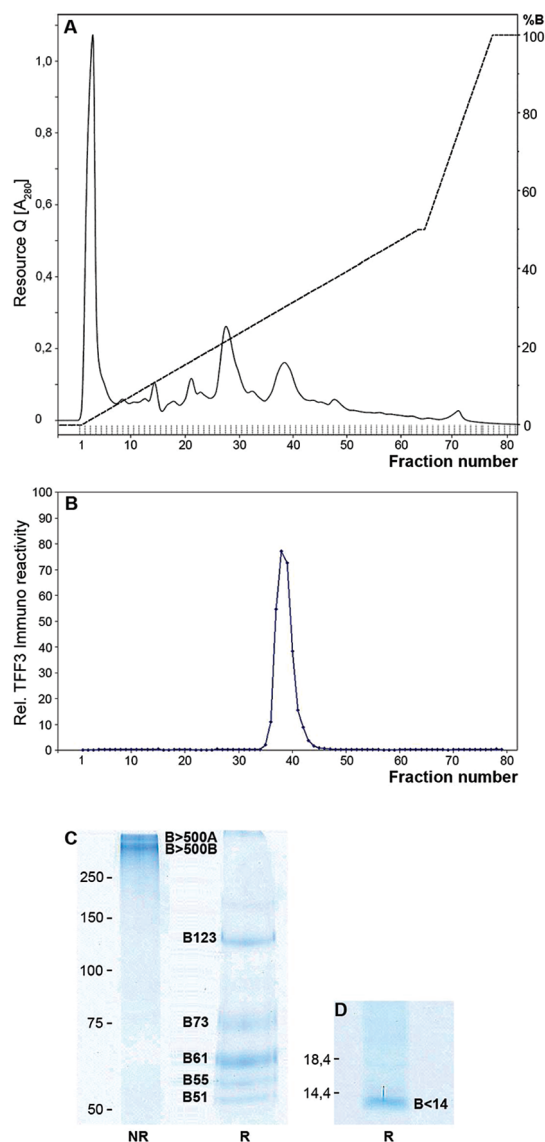 A
%B
1,0
0,8
0,6
0,4
0,2
0
Resource Q [A280]
100
80
60
40
20
0
1 10 20 30 40 50 60 70 80
Fraction number
B
100
90
80
70
60
50
40
30
20
10
0
Rel. TFF3 Immuno reactivity
1 10 20 30 40 50 60 70 80
Fraction number
C
B>500A
B>500B
250 -
150 -
100 -
75 -
50 -
B123
B73
B61
B55
B51
NR R
D
18,4 -
14,4 -
B<14
R